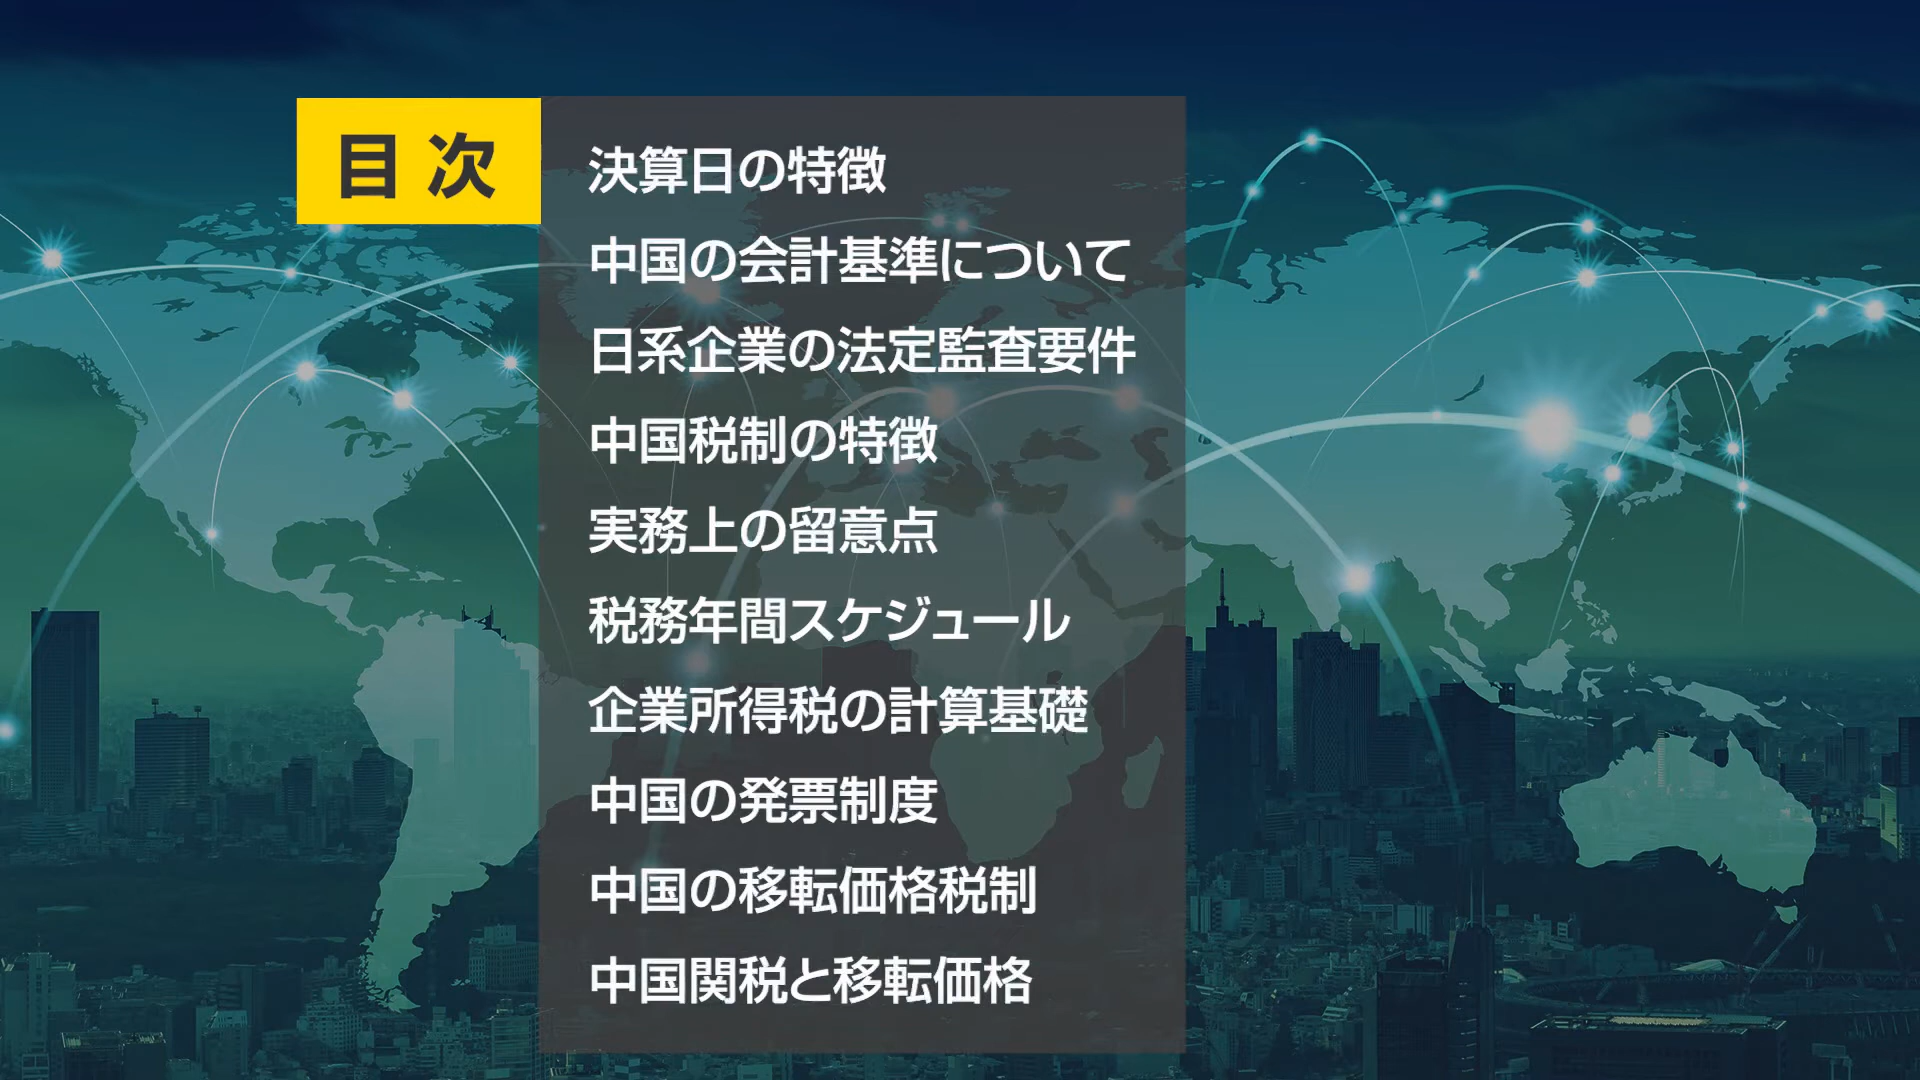 目次
決算日の特徴
中国の会計基準について
日系企業の法定監査要件
中国税制の特徴
実務上の留意点
税務年間スケジュール
企業所得税の計算基礎
中国の発票制度
中国の移転価格税制
中国関税と移転価格